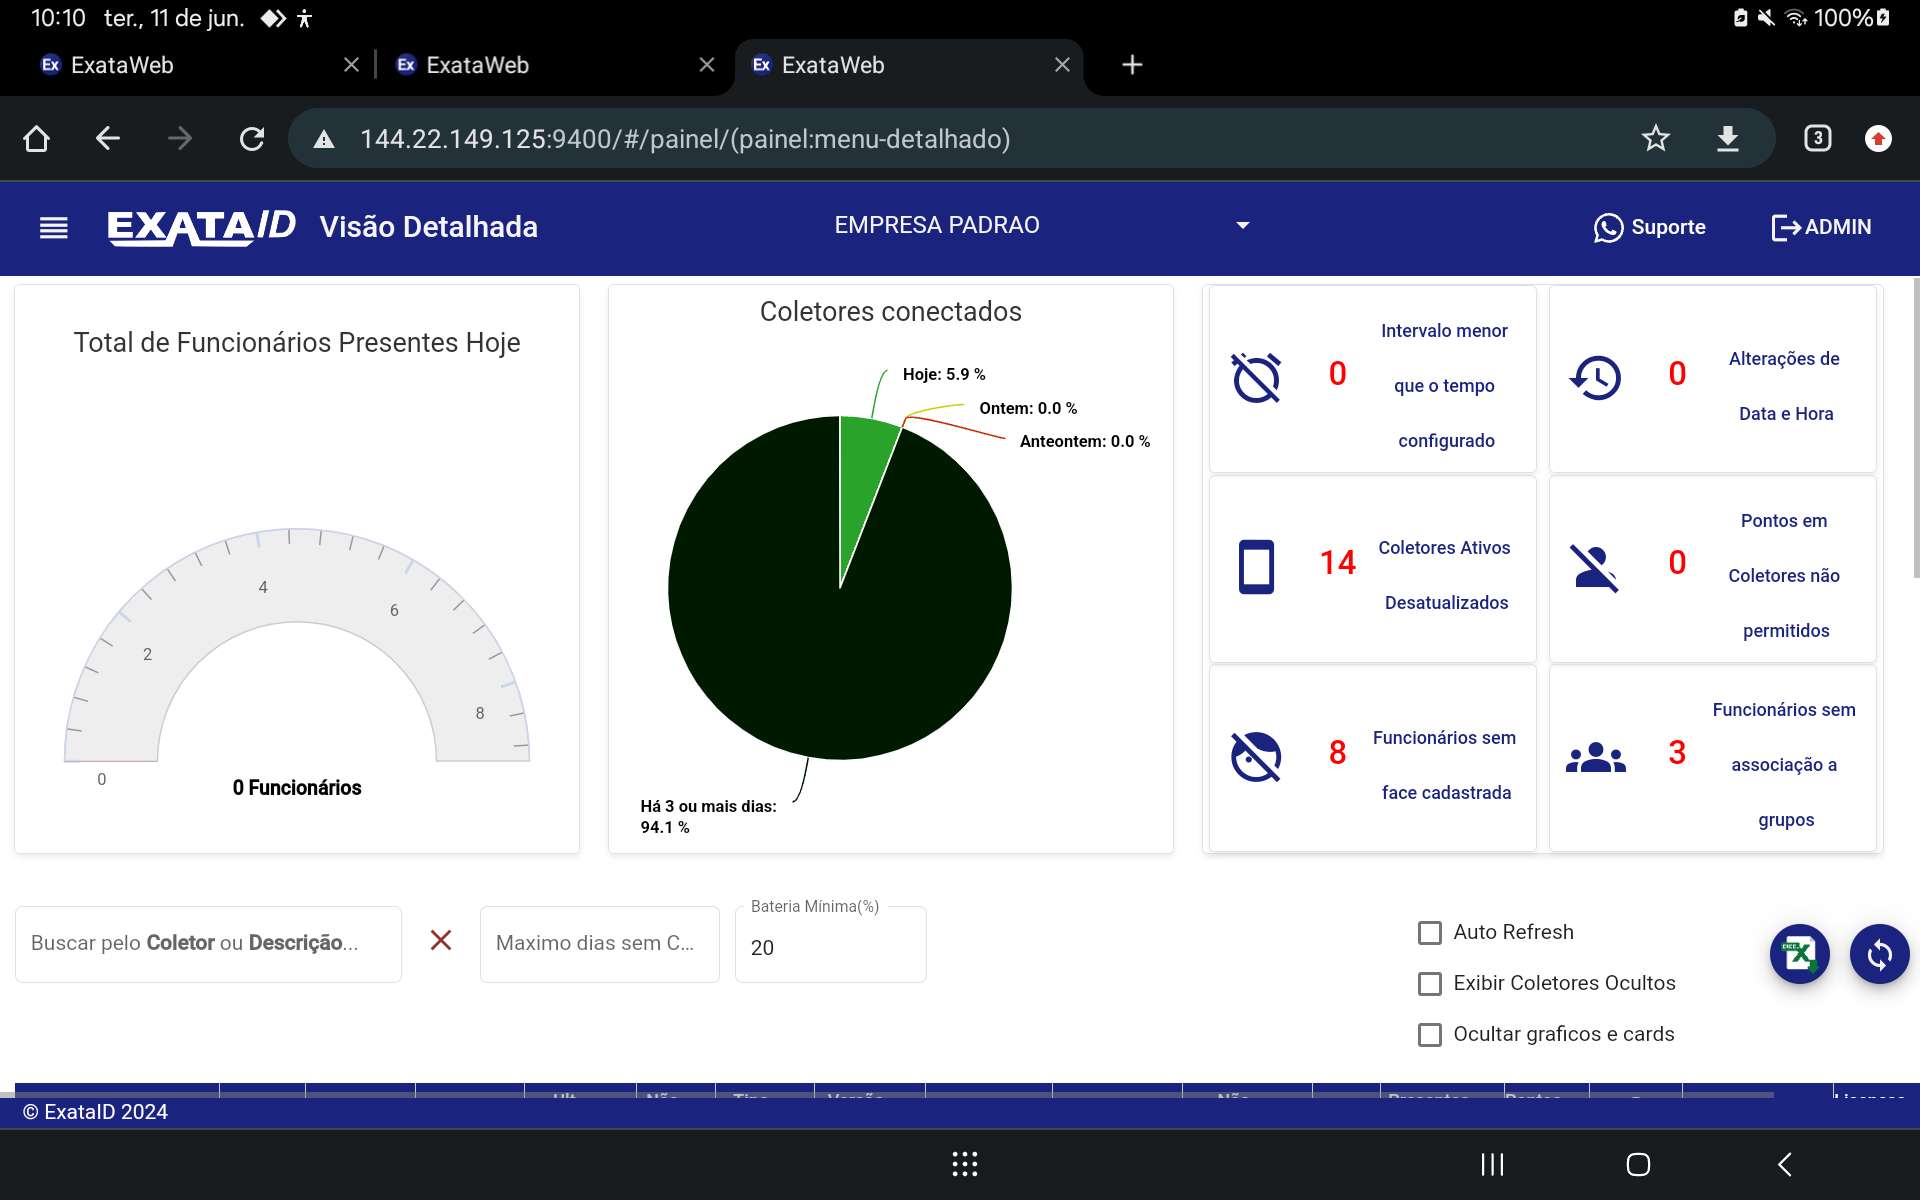 10:10 ter., 11 de jun.
100%
Ex ExataWeb
Ex ExataWeb
Ex ExataWeb
144.22.149.125:9400/#/painel/(painel:menu-detalhado)
3
EXATAID Visão Detalhada
EMPRESA PADRAO
Suporte
ADMIN
Total de Funcionários Presentes Hoje
0
2
4
6
8
0 Funcionários
Coletores conectados
Hoje: 5.9 %
Ontem: 0.0 %
Anteontem: 0.0 %
Há 3 ou mais dias:
94.1 %
0
Intervalo menor
que o tempo
configurado
0
Alterações de
Data e Hora
14
Coletores Ativos
Desatualizados
0
Pontos em
Coletores não
permitidos
8
Funcionários sem
face cadastrada
3
Funcionários sem
associação a
grupos
Buscar pelo Coletor ou Descrição...
Maximo dias sem C...
Bateria Mínima(%)
20
Auto Refresh
Exibir Coletores Ocultos
Ocultar graficos e cards
© ExataID 2024